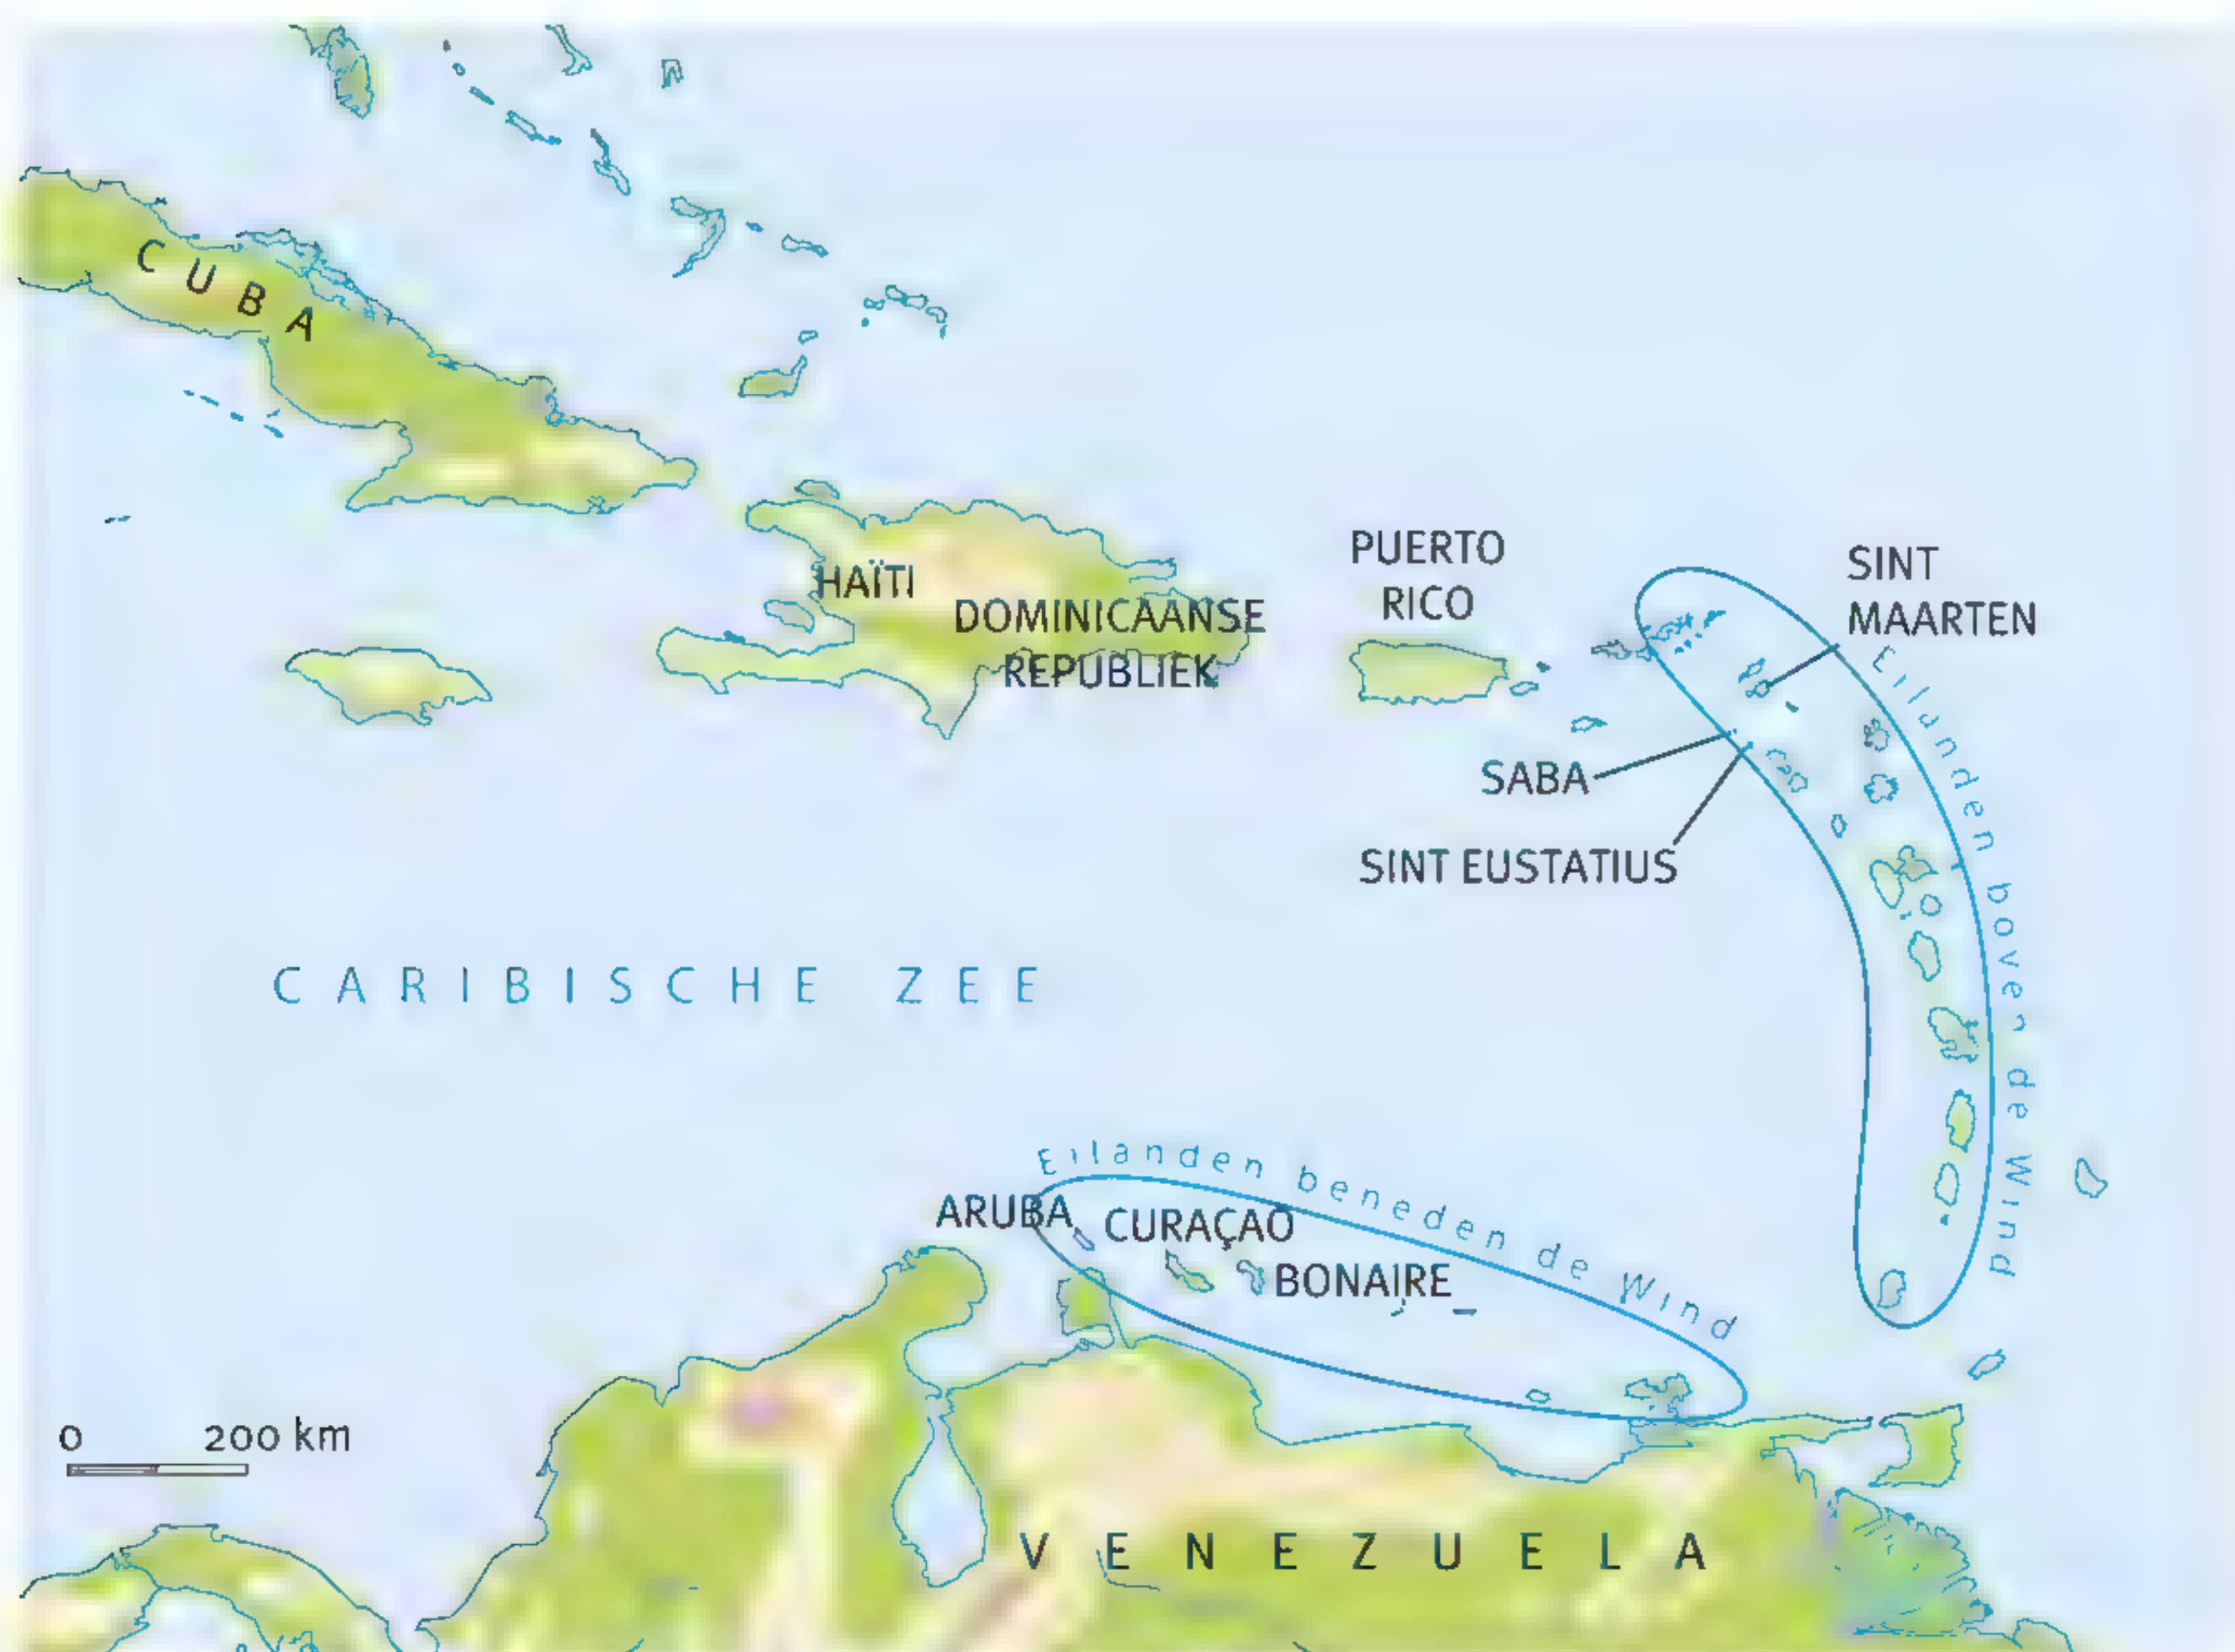 CUBA
HAÏTI
DOMINICAANSE
REPUBLIEK
PUERTO
RICO
SINT
MAARTEN
SABA
SINT EUSTATIUS
Eilanden boven de Wind
CARIBISCHE ZEE
Eilanden beneden de Wind
ARUBA
CURAÇAO
BONAIRE
0 200 km
VENEZUELA